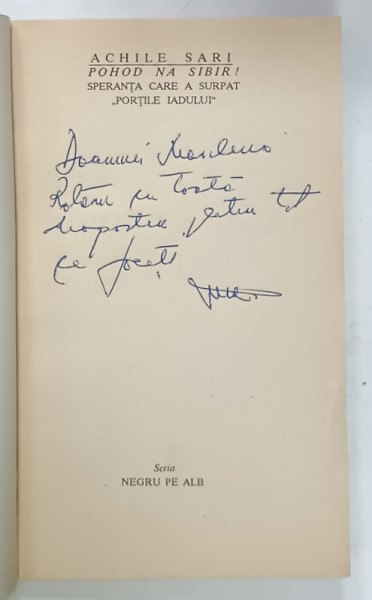 ACHILE SARI
POHOD NA SIBIR!
SPERANȚA CARE A SURPAT
„PORȚILE IADULUI“
Doamnei
Rotaru cu toată
dragostea pentru tot
ce faceți
Seria
NEGRU PE ALB